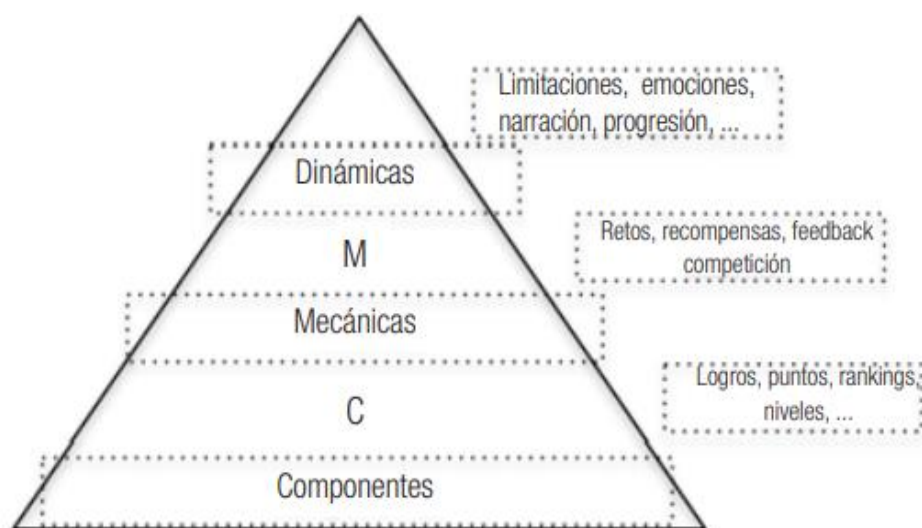 Limitaciones, emociones,
narración, progresión, ...
Dinámicas
Retos, recompensas, feedback
competición
M
Mecánicas
Logros, puntos, rankings,
niveles, ...
C
Componentes